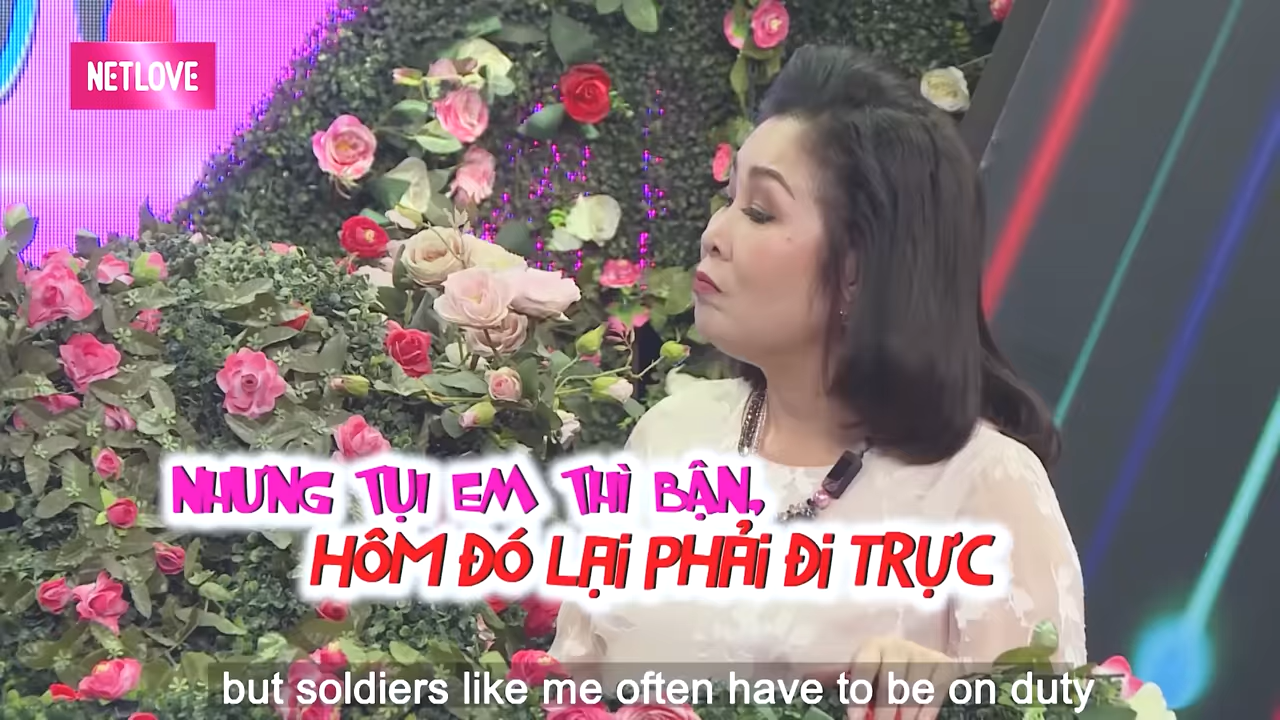 NETLOVE
NHƯNG TỤI EM THÌ BẬN,
HÔM ĐÓ LẠI PHẢI ĐI TRỰC
but soldiers like me often have to be on duty